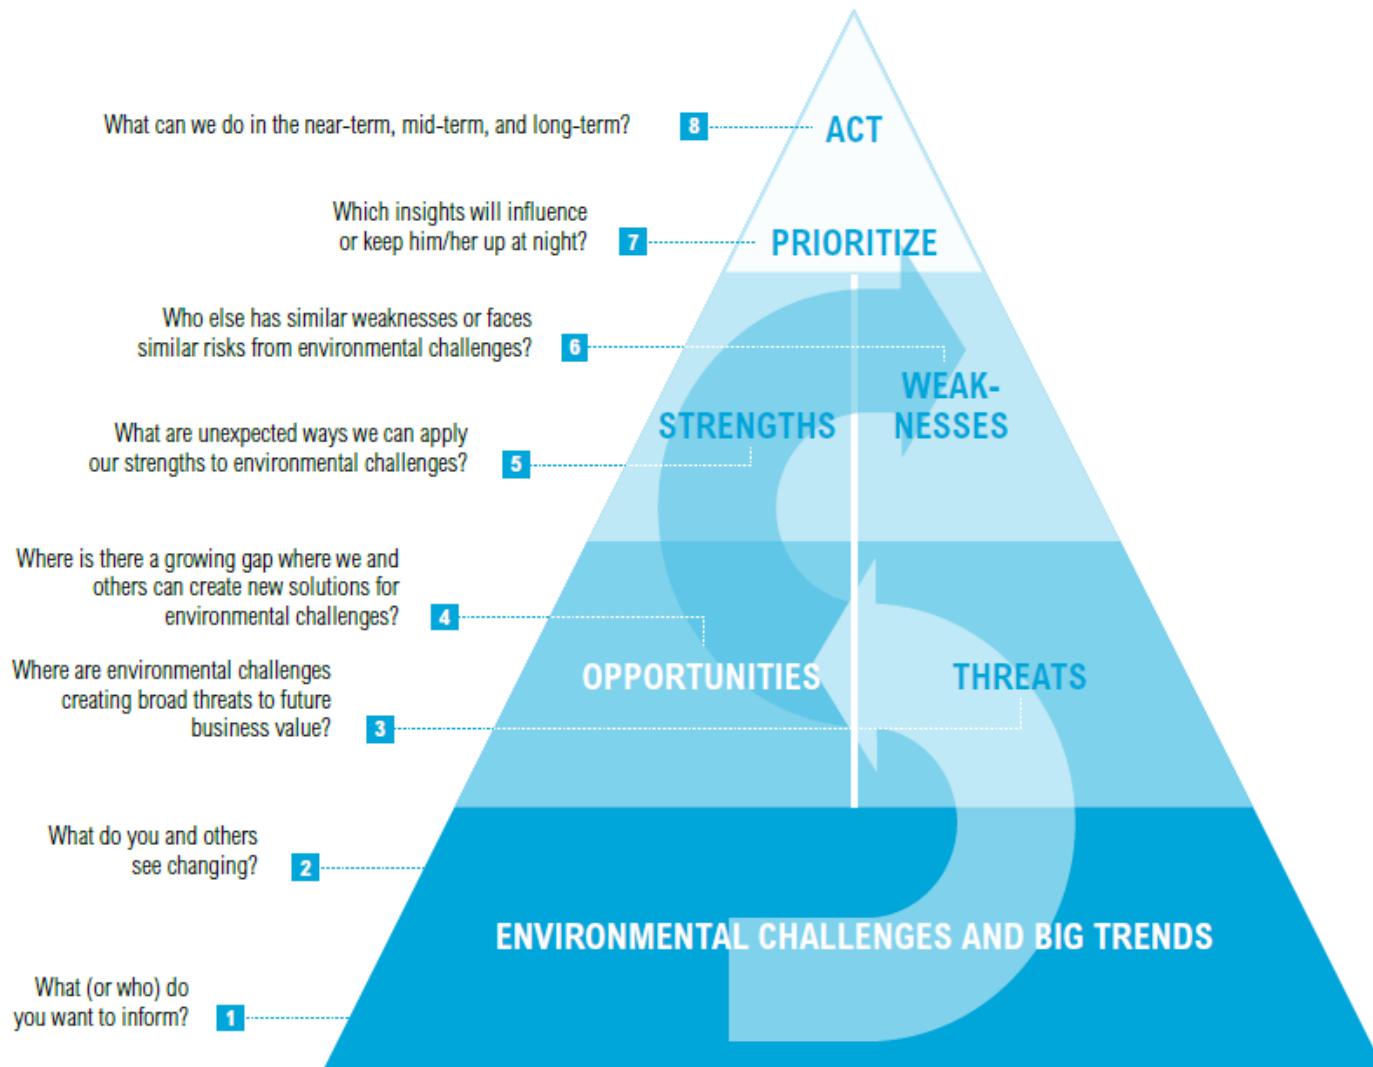 What can we do in the near-term, mid-term, and long-term?
8
ACT
Which insights will influence
or keep him/her up at night?
7
PRIORITIZE
Who else has similar weaknesses or faces
similar risks from environmental challenges?
6
WEAK-
NESSES
STRENGTHS
What are unexpected ways we can apply
our strengths to environmental challenges?
5
Where is there a growing gap where we and
others can create new solutions for
environmental challenges?
4
OPPORTUNITIES
THREATS
Where are environmental challenges
creating broad threats to future
business value?
3
What do you and others
see changing?
2
ENVIRONMENTAL CHALLENGES AND BIG TRENDS
What (or who) do
you want to inform?
1